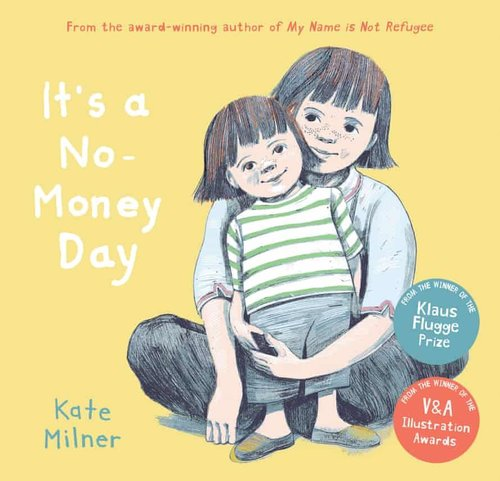 From the award-winning author of My Name is Not Refugee
It's a
No-
Money
Day
FROM THE WINNER OF THE
Klaus
Flugge
Prize
FROM THE WINNER OF THE
V&A
Illustration
Awards
Kate
Milner